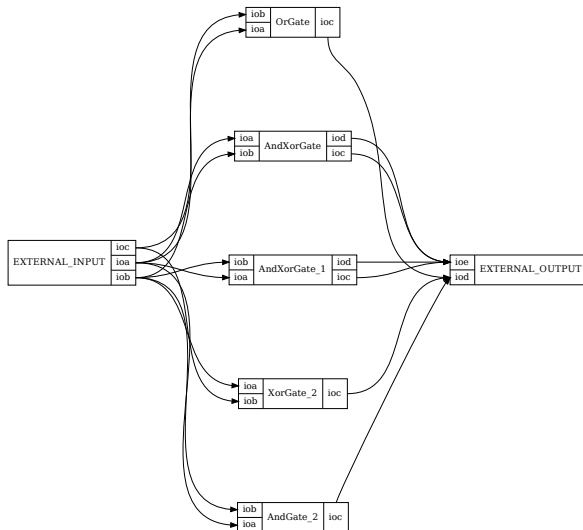 iob
ioa
OrGate
ioc
ioa
iob
AndXorGate
iod
ioc
EXTERNAL_INPUT
ioc
ioa
iob
iob
ioa
AndXorGate_1
iod
ioc
ioe
iod
EXTERNAL_OUTPUT
ioa
iob
XorGate_2
ioc
iob
ioa
AndGate_2
ioc